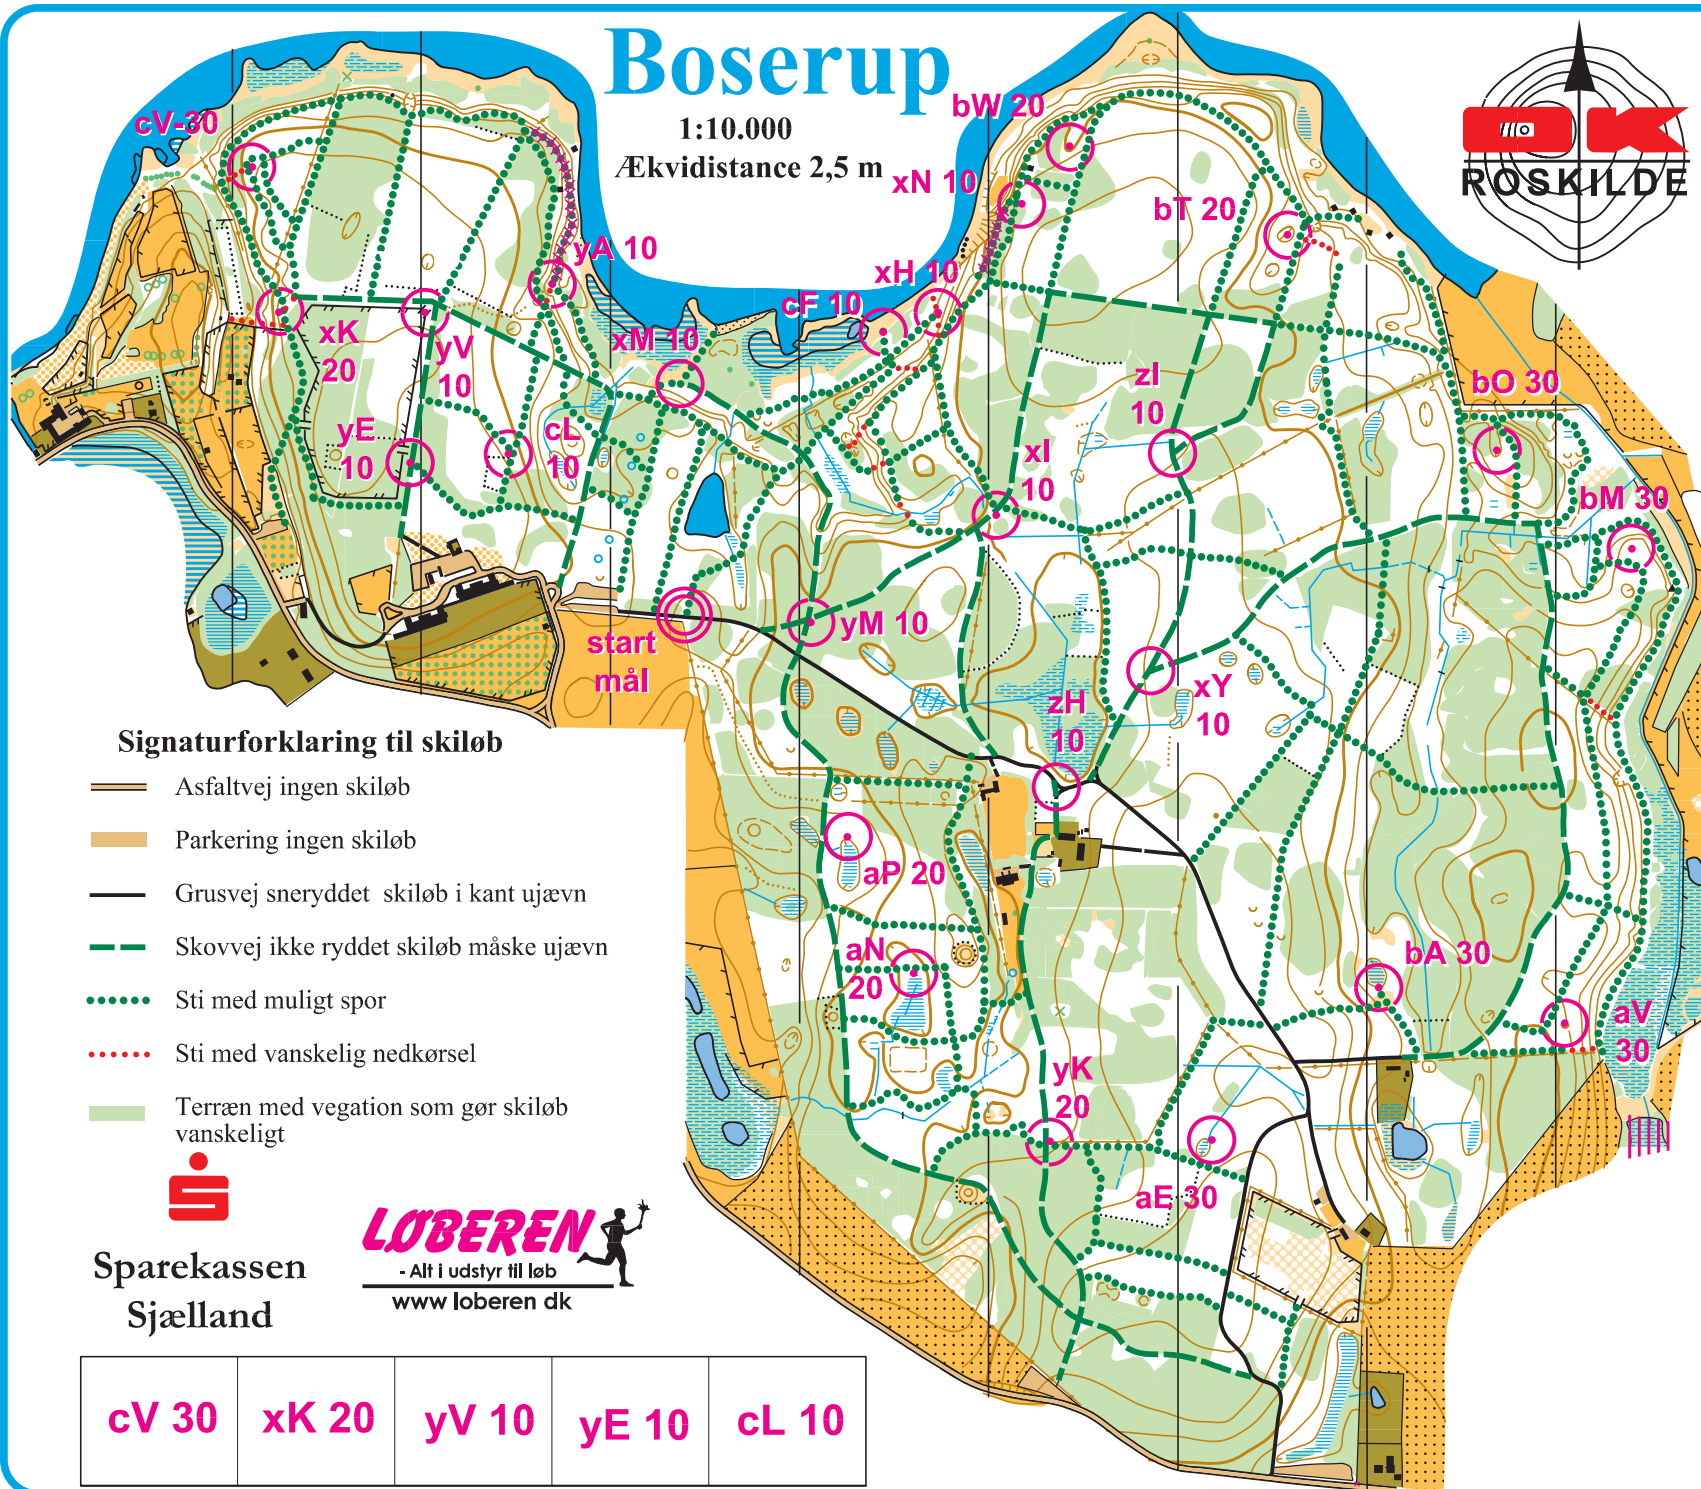 Boserup
1:10.000
Ækvidistance 2,5 m
OK
ROSKILDE
cV-30
bW 20
xN 10
bT 20
yA 10
xH 10
cF 10
xM 10
xK
20
yV
10
zI
10
bO 30
yE
10
cL
10
xI
10
bM 30
start
mål
yM 10
xY
10
zH
10
aP 20
aN
20
bA 30
aV
30
yK
20
aE 30
Signaturforklaring til skiløb
Asfaltvej ingen skiløb
Parkering ingen skiløb
Grusvej sneryddet skiløb i kant ujævn
Skovvej ikke ryddet skiløb måske ujævn
Sti med muligt spor
Sti med vanskelig nedkørsel
Terræn med vegation som gør skiløb
vanskeligt
Sparekassen
Sjælland
LØBEREN
- Alt i udstyr til løb
www loberen dk
cV 30 xK 20 yV 10 yE 10 cL 10